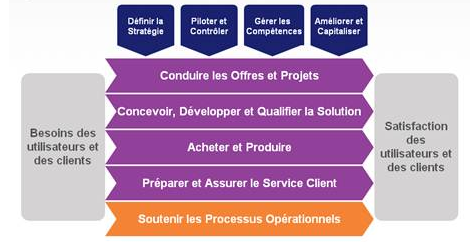 Définir la
Stratégie
Piloter et
Contrôler
Gérer les
Compétences
Améliorer et
Capitaliser
Conduire les Offres et Projets
Concevoir, Développer et Qualifier la Solution
Acheter et Produire
Préparer et Assurer le Service Client
Soutenir les Processus Opérationnels
Besoins des
utilisateurs et
des clients
Satisfaction
des
utilisateurs et
des clients